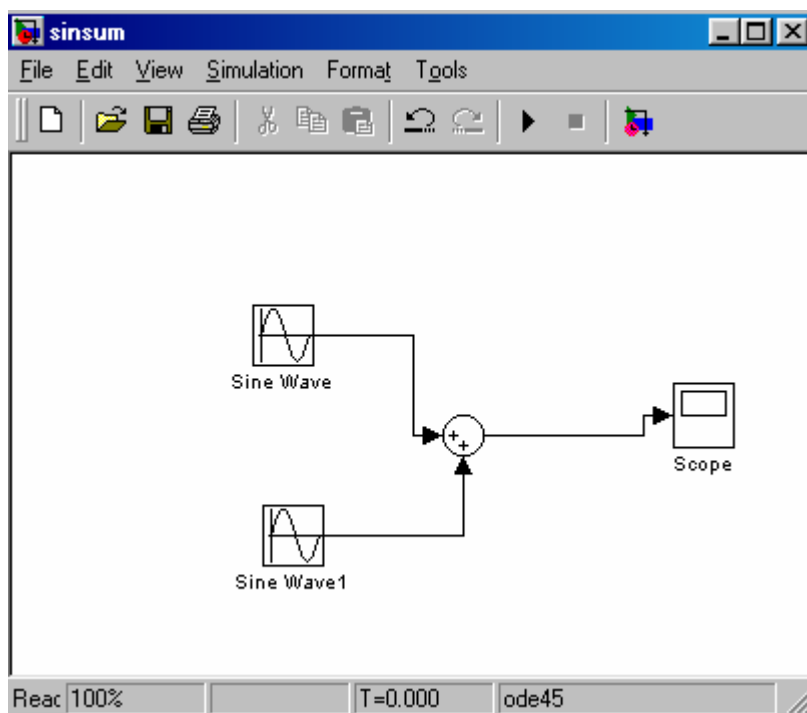 sinsum
File Edit View Simulation Format Tools
Sine Wave
+
+
Scope
Sine Wave1
Reac 100% T=0.000 ode45